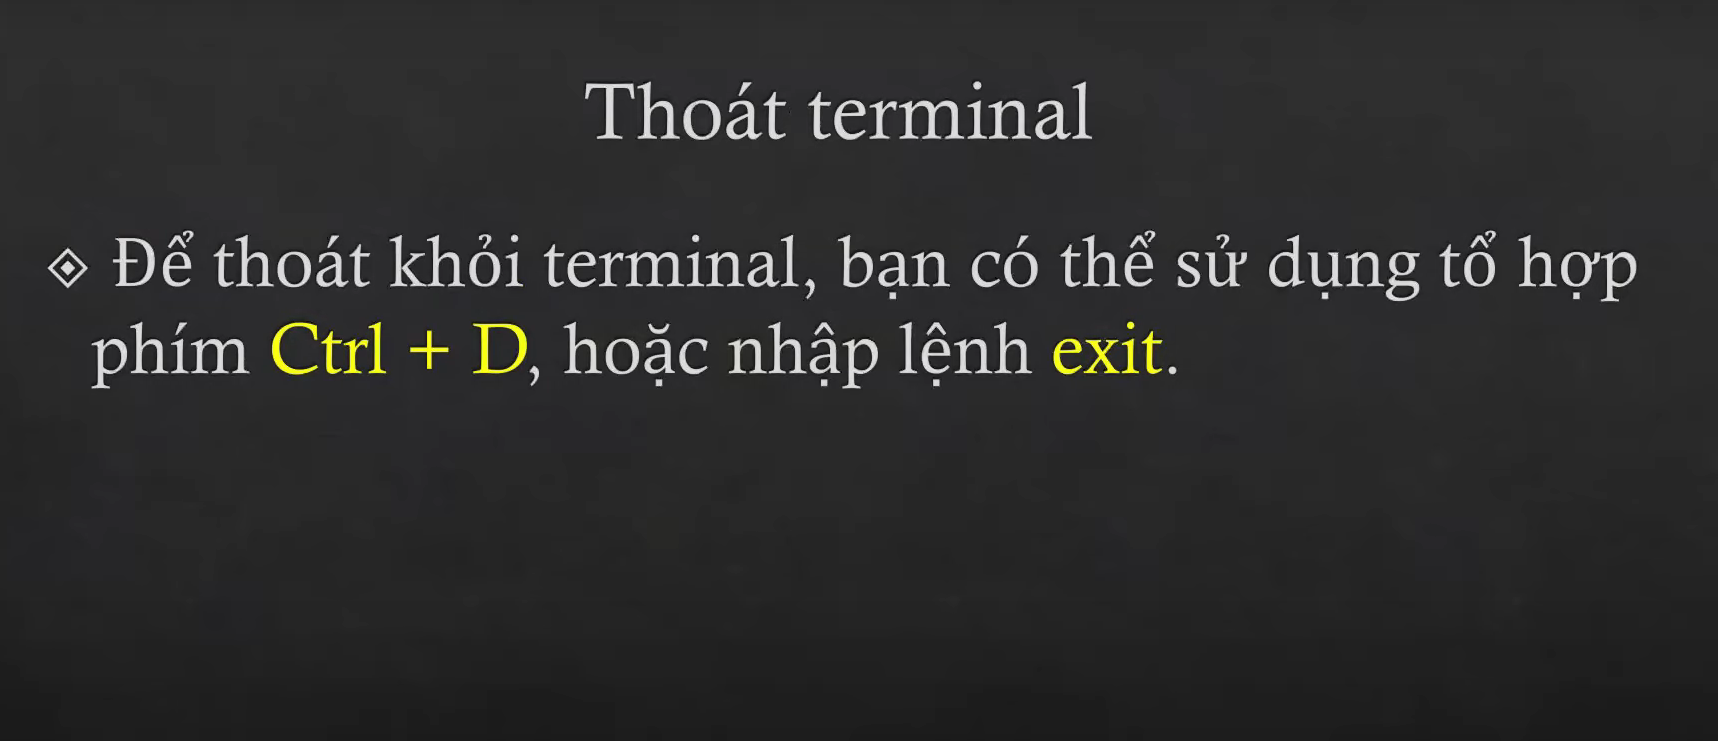 Thoát terminal
Để thoát khỏi terminal, bạn có thể sử dụng tổ hợp
phím Ctrl + D, hoặc nhập lệnh exit.